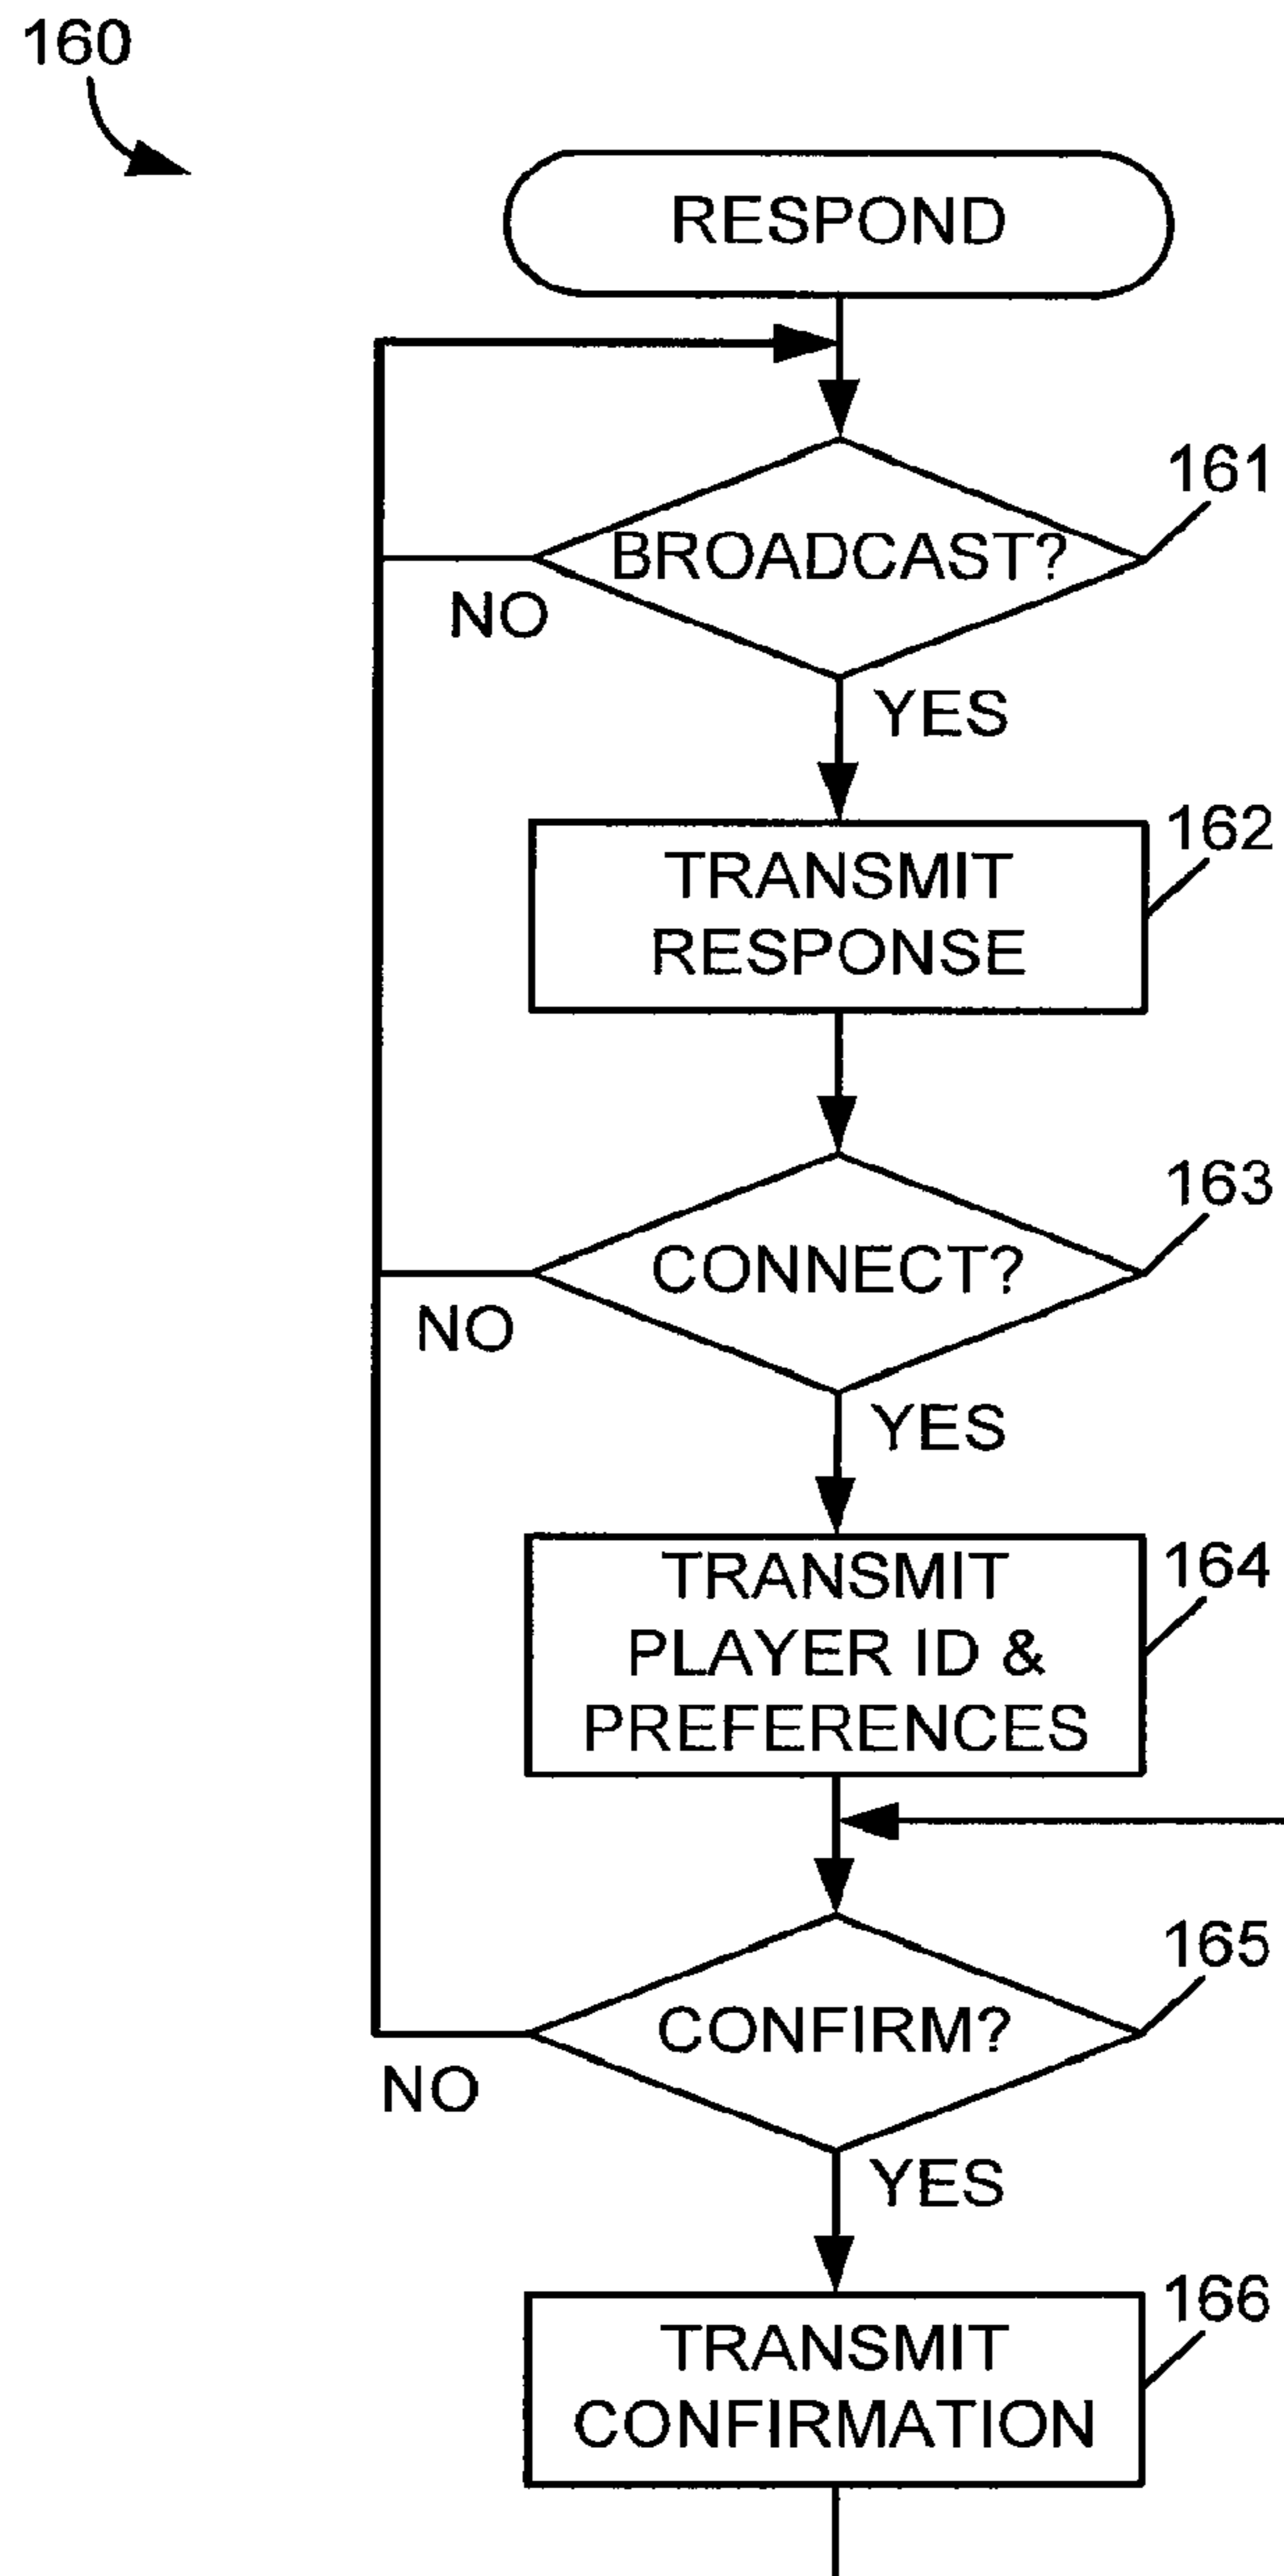 160
RESPOND
161
BROADCAST?
NO
YES
162
TRANSMIT
RESPONSE
163
CONNECT?
NO
YES
164
TRANSMIT
PLAYER ID &
PREFERENCES
165
CONFIRM?
NO
YES
166
TRANSMIT
CONFIRMATION